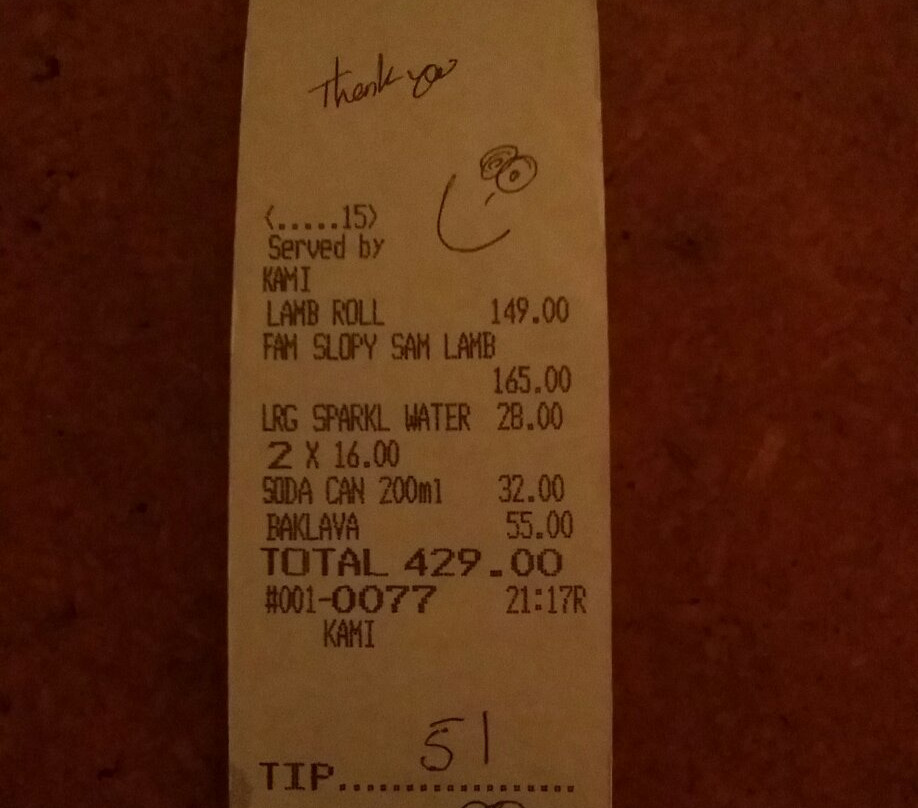 Thank you
(.....15)
Served by
KAMI
LAMB ROLL 149.00
FAM SLOPY SAM LAMB
165.00
LRG SPARKL WATER 28.00
2 X 16.00
SODA CAN 200ml 32.00
BAKLAVA 55.00
TOTAL 429.00
#001-0077 21:17R
KAMI
51
TIP..................